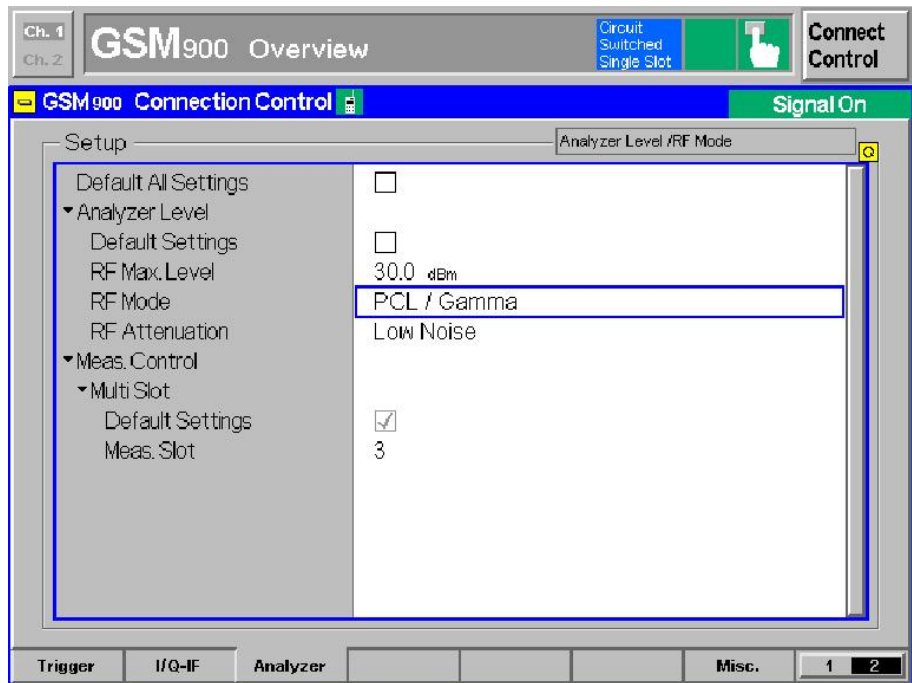 Ch. 1
Ch. 2
GSM900 Overview
Circuit
Switched
Single Slot
Connect
Control
GSM900 Connection Control
Signal On
Setup
Analyzer Level /RF Mode
Q
Default All Settings
Analyzer Level
Default Settings
RF Max. Level 30.0 dBm
RF Mode PCL / Gamma
RF Attenuation Low Noise
Meas. Control
Multi Slot
Default Settings
Meas. Slot 3
Trigger I/Q-IF Analyzer Misc. 1 2